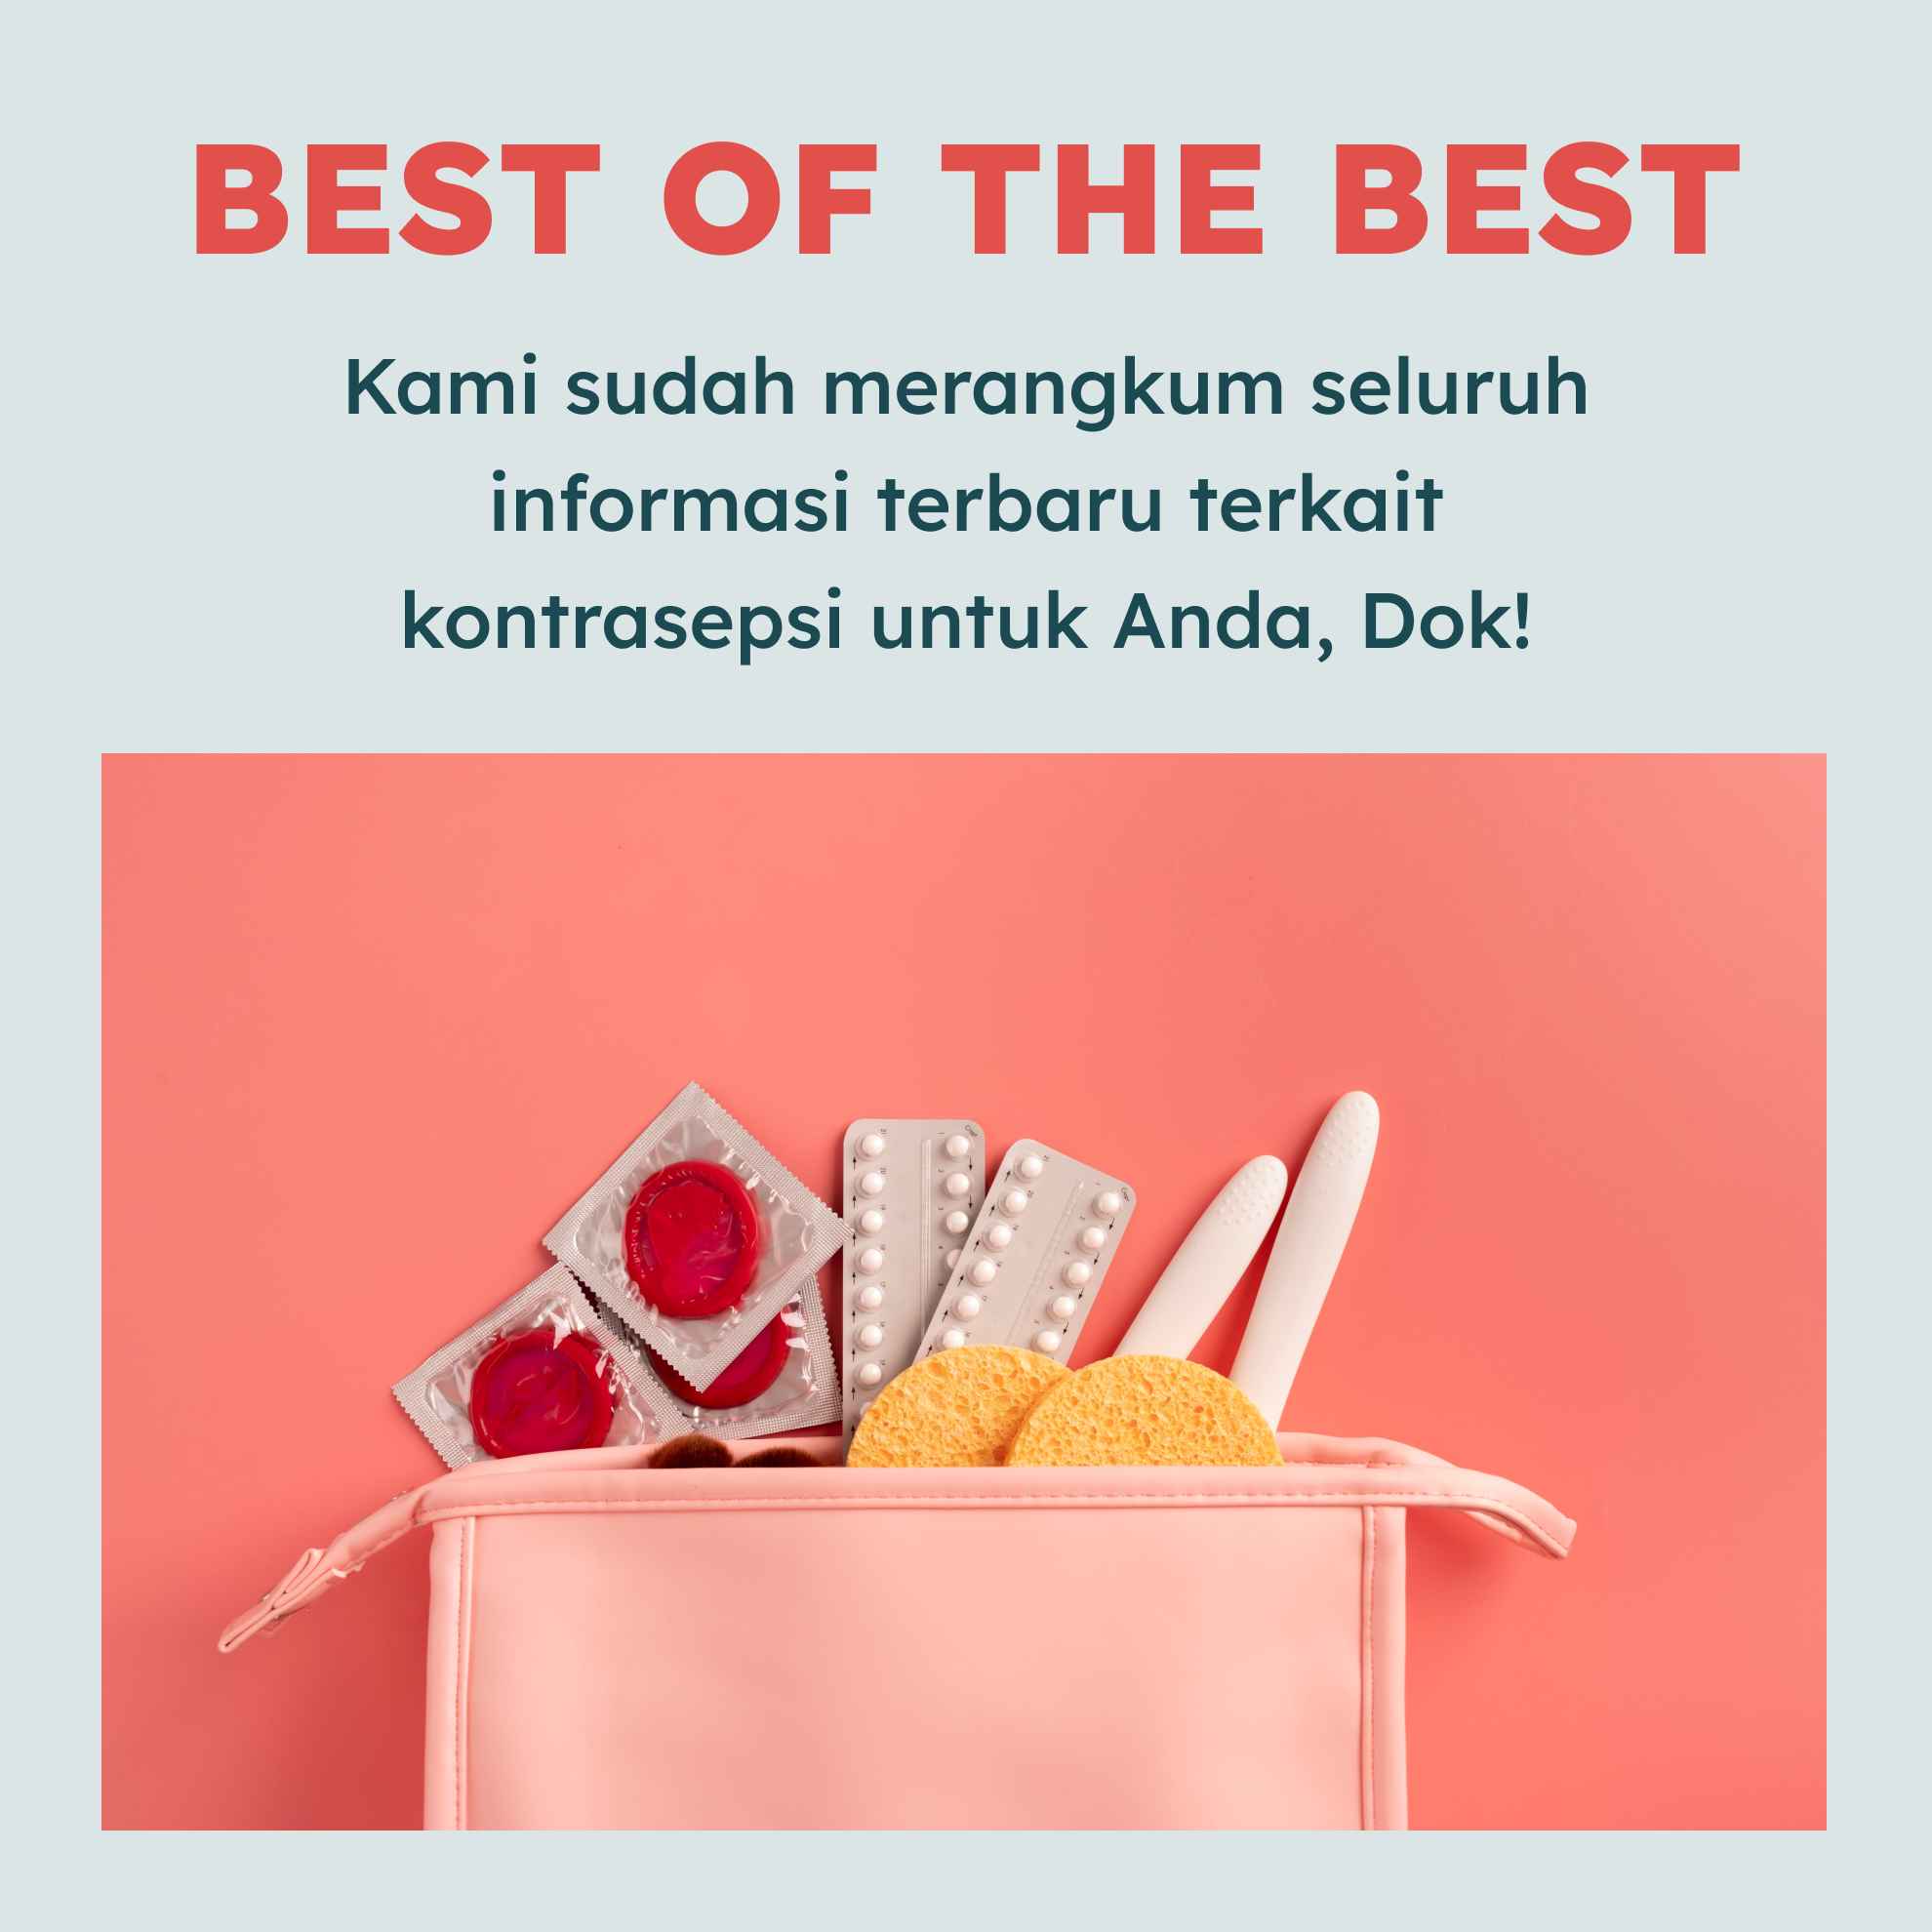 BEST OF THE BEST
Kami sudah merangkum seluruh
informasi terbaru terkait
kontrasepsi untuk Anda, Dok!